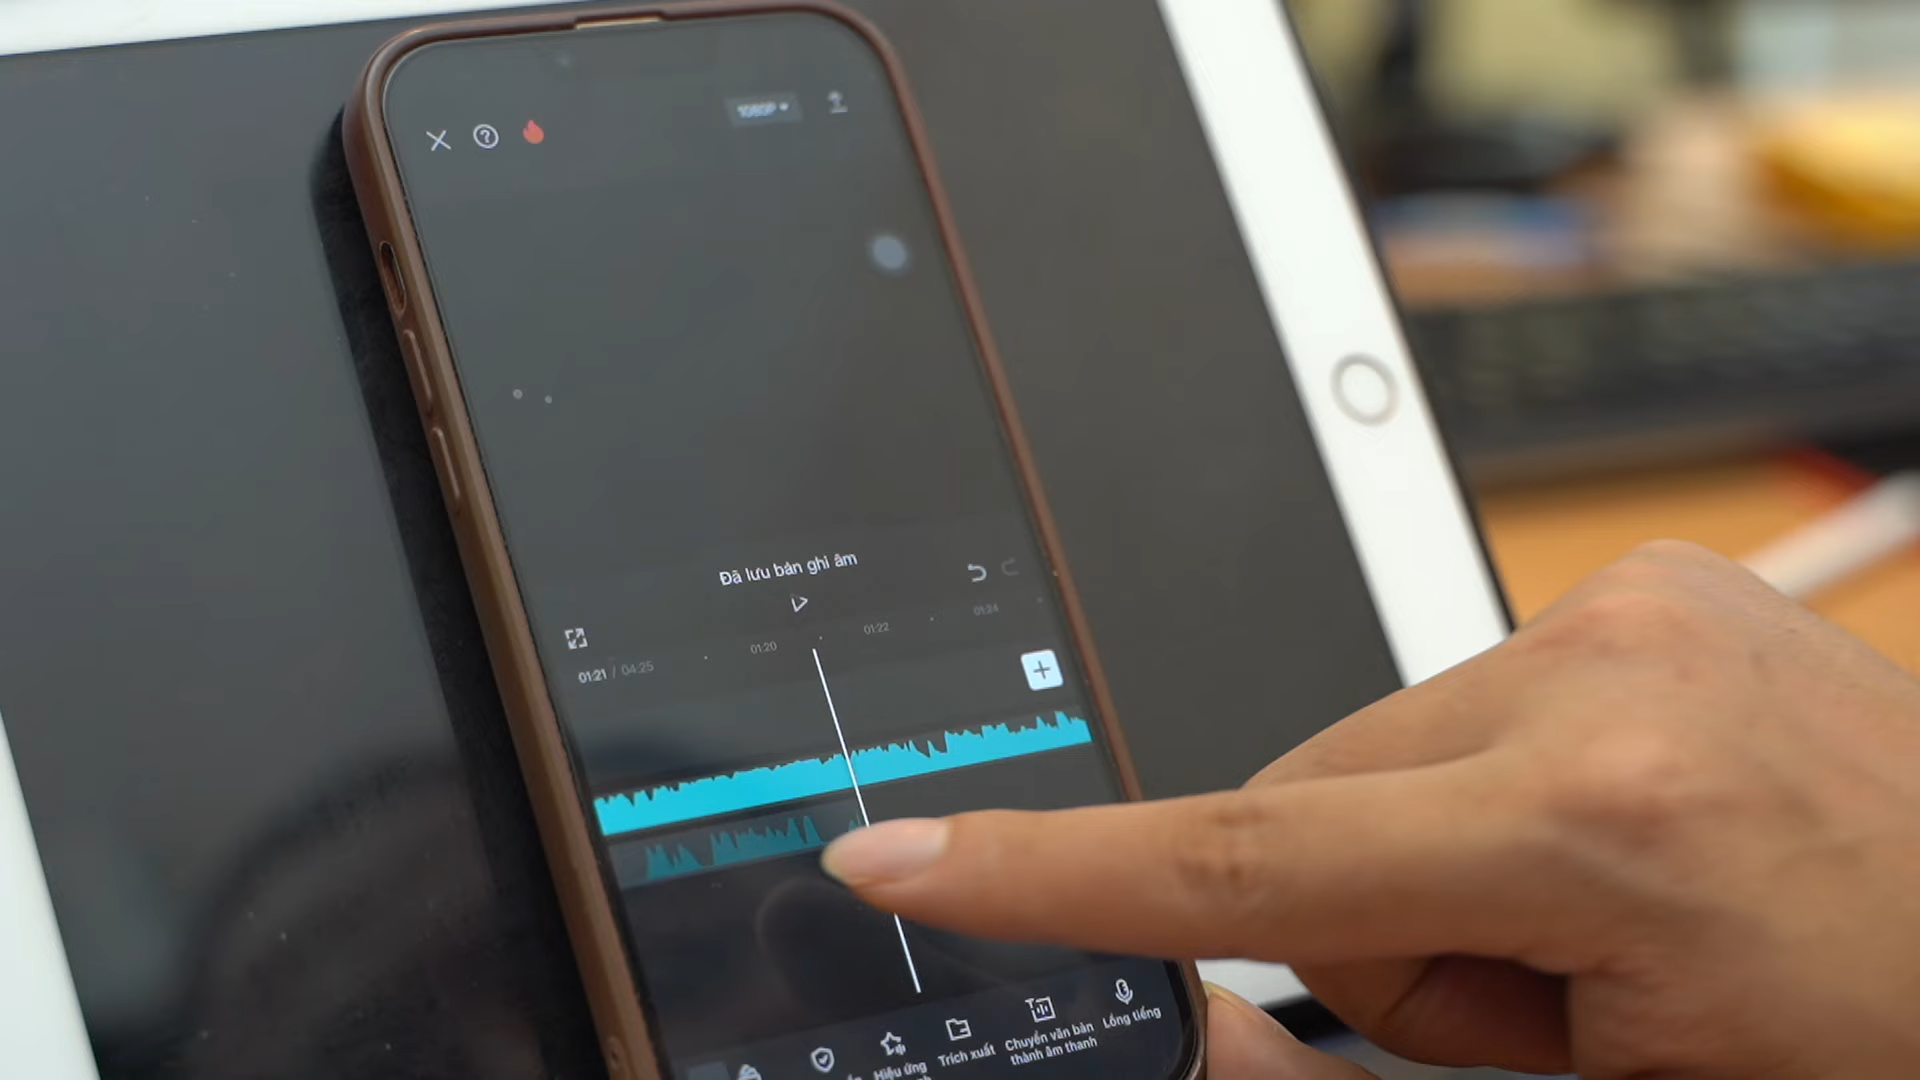 1080P
Đã lưu bản ghi âm
01:21 / 04:25
01:20
01:22
01:24
Hiệu ứng
Trích xuất
Chuyển văn bản
thành âm thanh
Lồng tiếng